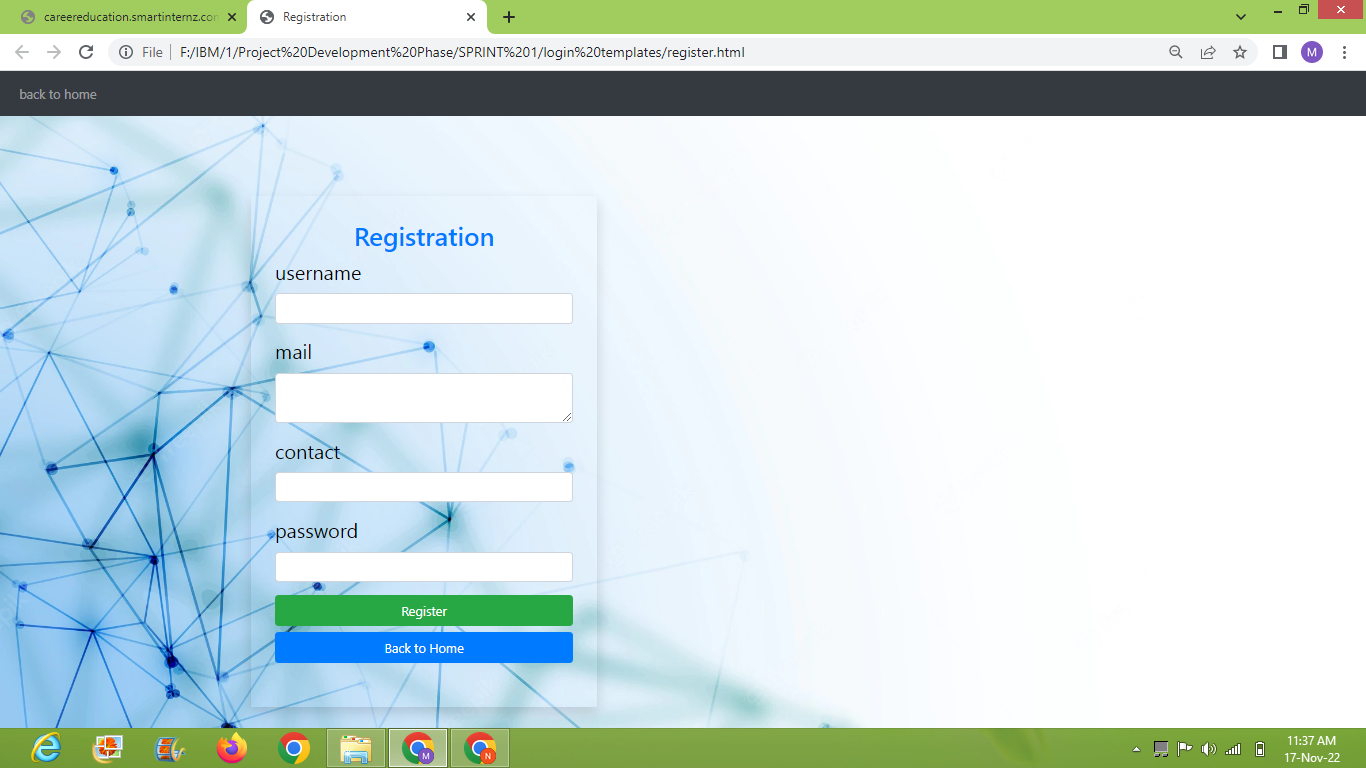 careereducation.smartinternz.con
Registration
File
F:/IBM/1/Project%20Development%20Phase/SPRINT%201/login%20templates/register.html
M
back to home
Registration
username
mail
contact
password
Register
Back to Home
M
N
11:37 AM
17-Nov-22